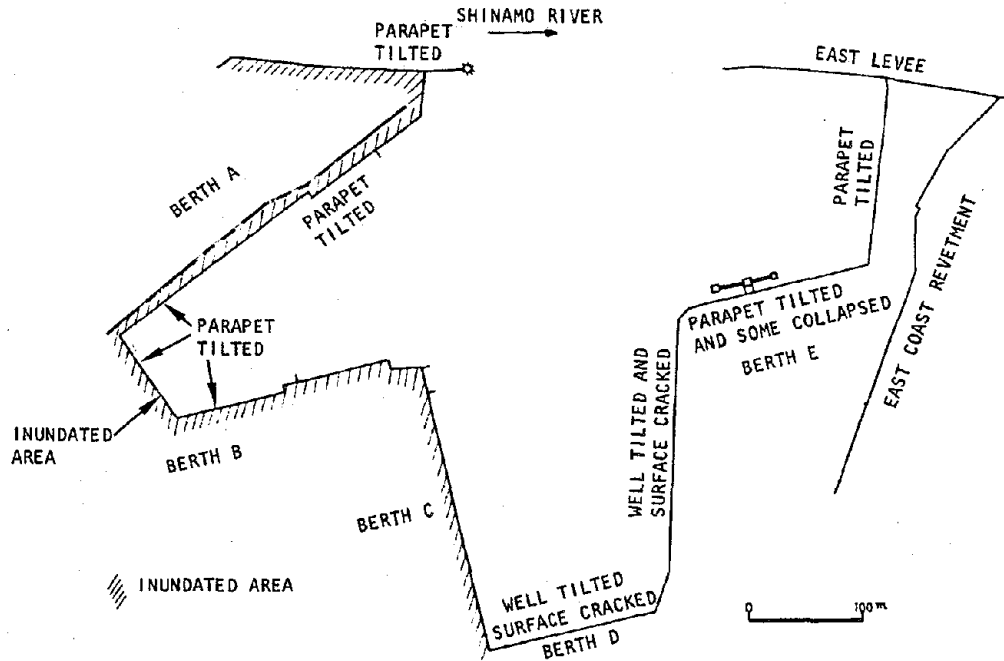 SHINAMO RIVER
PARAPET
TILTED
EAST LEVEE
BERTH A
PARAPET
TILTED
PARAPET
TILTED
EAST COAST REVETMENT
PARAPET
TILTED
PARAPET TILTED
AND SOME COLLAPSED
BERTH E
WELL TILTED AND
SURFACE CRACKED
INUNDATED
AREA
BERTH B
BERTH C
INUNDATED AREA
WELL TILTED
SURFACE CRACKED
BERTH D
0 100m